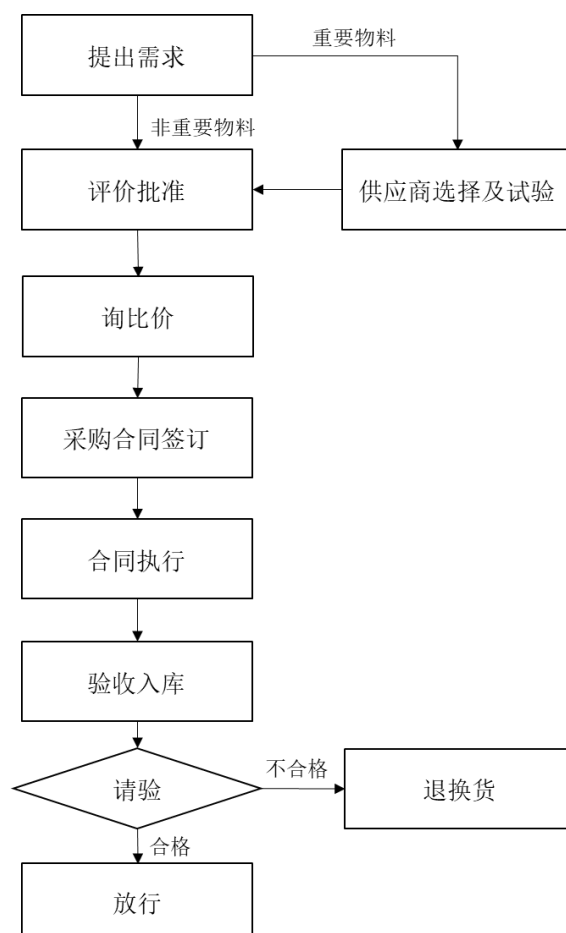 提出需求
重要物料
非重要物料
评价批准
供应商选择及试验
询比价
采购合同签订
合同执行
验收入库
请验
不合格
退换货
合格
放行